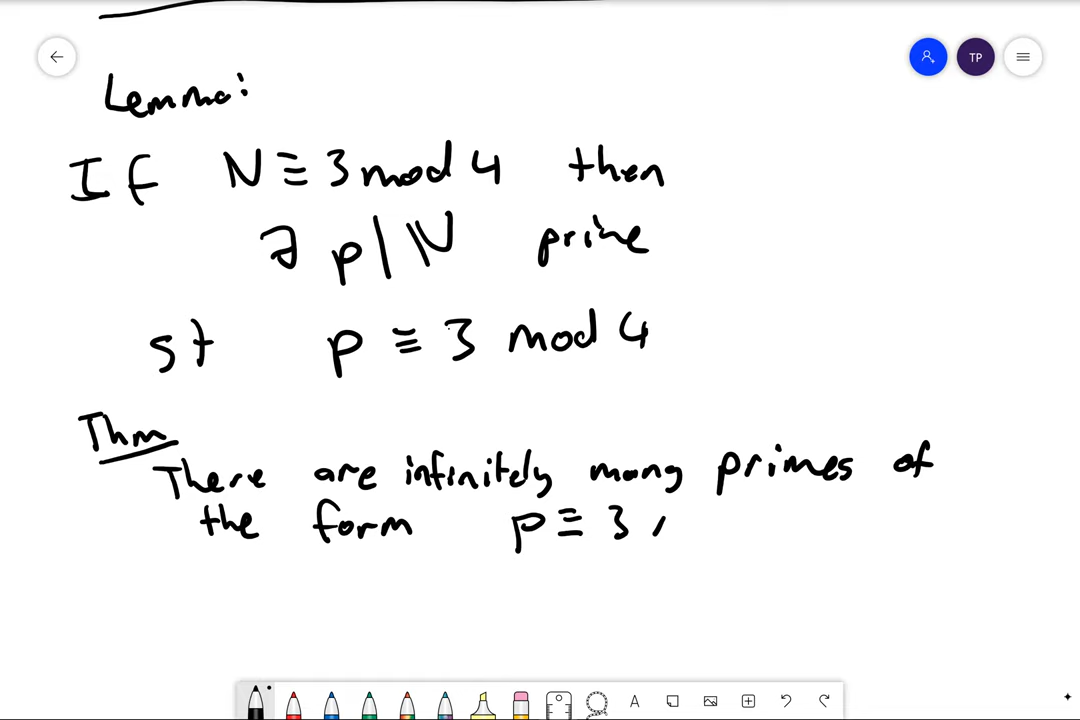 TP
Lemma:
If N ≡ 3 mod 4 then
∃ p | N prime
st p ≡ 3 mod 4
Thm
There are infinitely many primes of
the form p ≡ 3
A